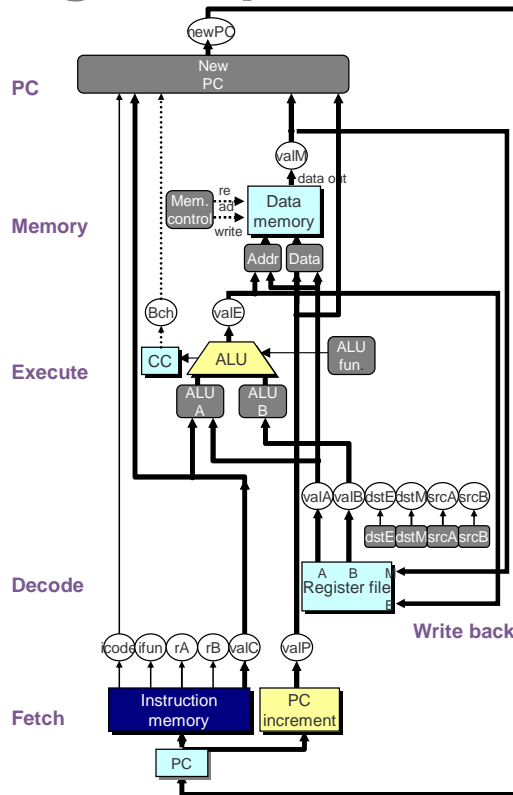 newPC
New
PC
PC
valM
data out
Mem.
control
re
ad
write
Data
memory
Memory
Addr
Data
Bch
valE
CC
ALU
ALU
fun.
Execute
ALU
A
ALU
B
valA
valB
dstE
dstM
srcA
srcB
dstE
dstM
srcA
srcB
A
B
M
Register file
E
Decode
Write back
icode
ifun
rA
rB
valC
valP
Instruction
memory
PC
increment
Fetch
PC